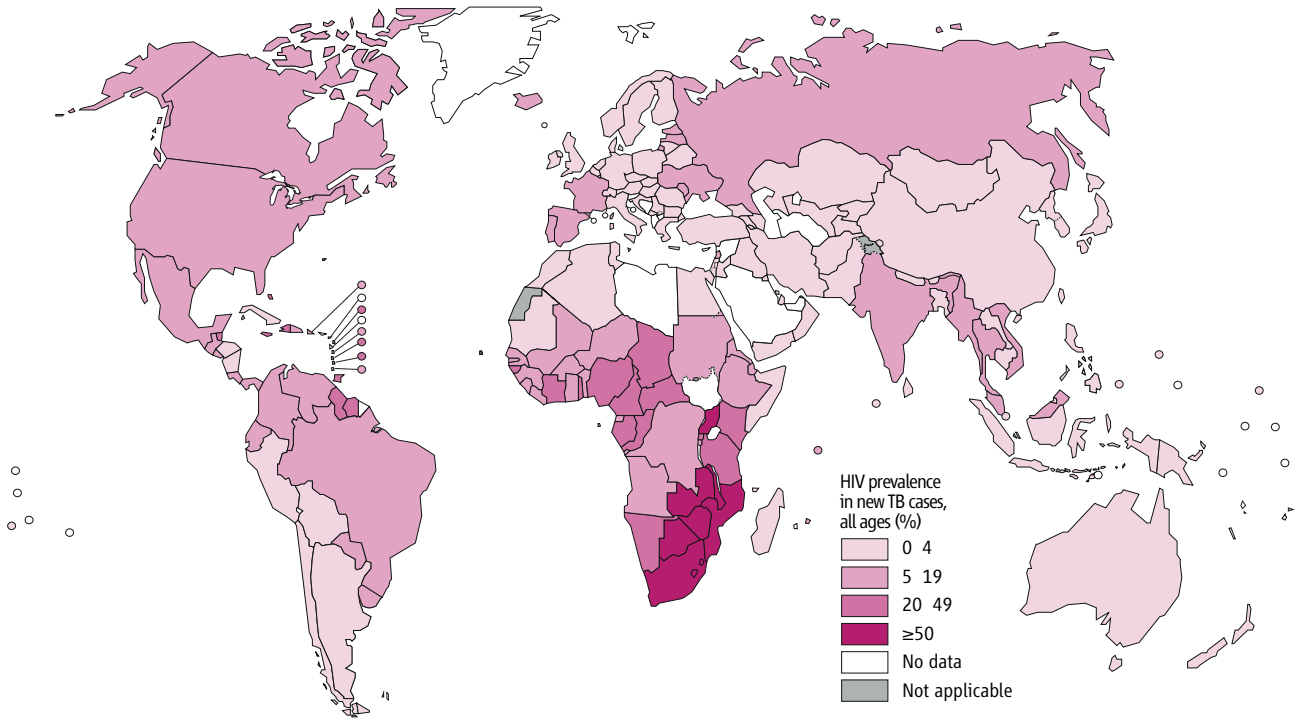 HIV prevalence
in new TB cases,
all ages (%)
0 4
5 19
20 49
≥50
No data
Not applicable